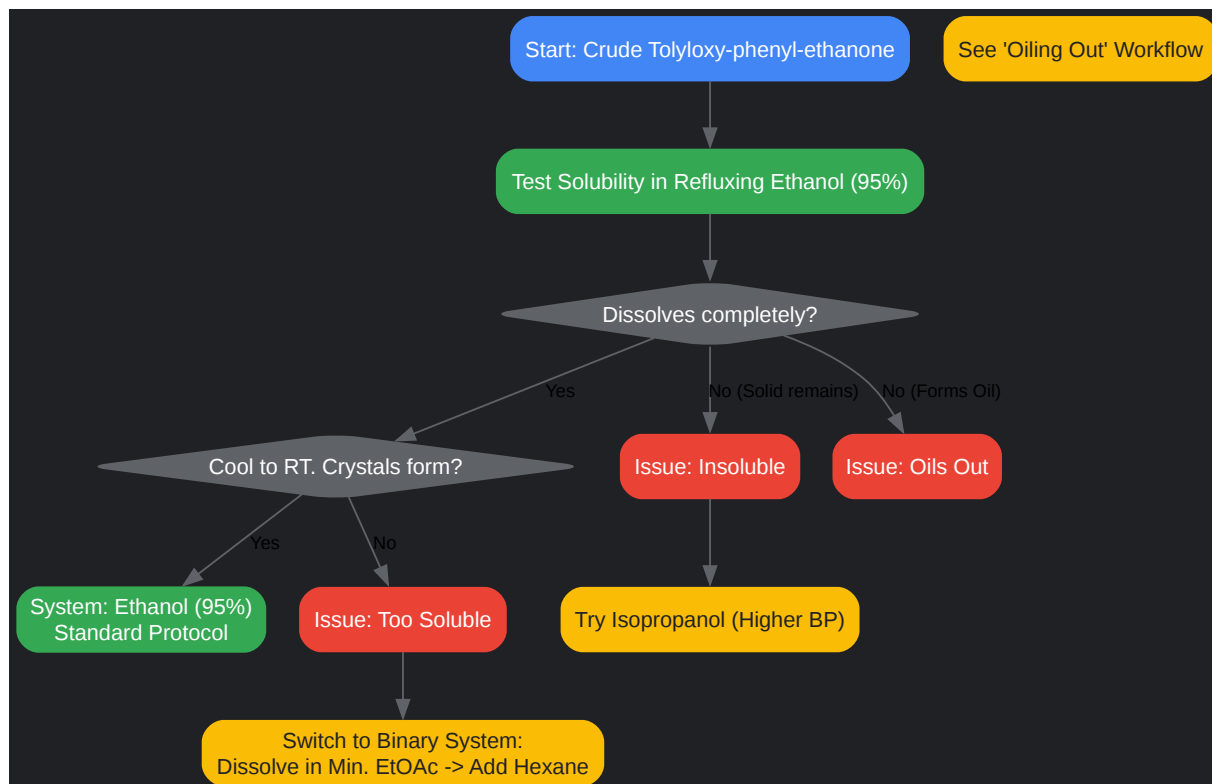 Start: Crude Tolyloxy-phenyl-ethanone
See 'Oiling Out' Workflow
Test Solubility in Refluxing Ethanol (95%)
Dissolves completely?
Yes
No (Solid remains)
No (Forms Oil)
Cool to RT. Crystals form?
Issue: Insoluble
Issue: Oils Out
Yes
No
System: Ethanol (95%)
Standard Protocol
Issue: Too Soluble
Try Isopropanol (Higher BP)
Switch to Binary System:
Dissolve in Min. EtOAc -> Add Hexane